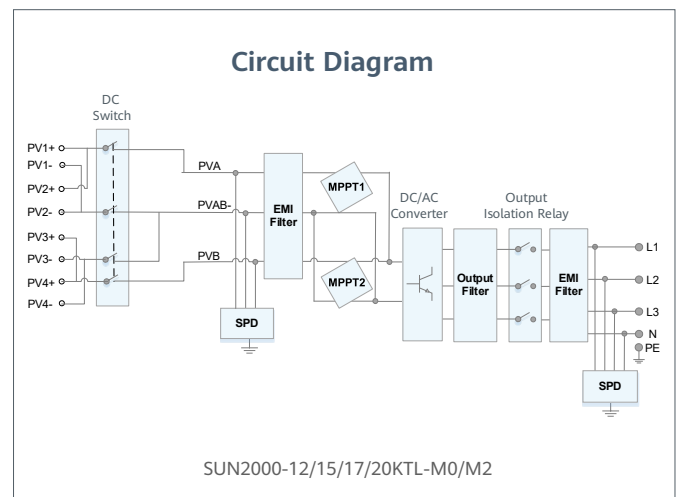 Circuit Diagram
DC
Switch
PV1+
PV1-
PV2+
PV2-
PV3+
PV3-
PV4+
PV4-
PVA
PVAB-
PVB
EMI
Filter
SPD
MPPT1
MPPT2
DC/AC
Converter
Output
Filter
Output
Isolation Relay
EMI
Filter
L1
L2
L3
N
PE
SPD
SUN2000-12/15/17/20KTL-M0/M2